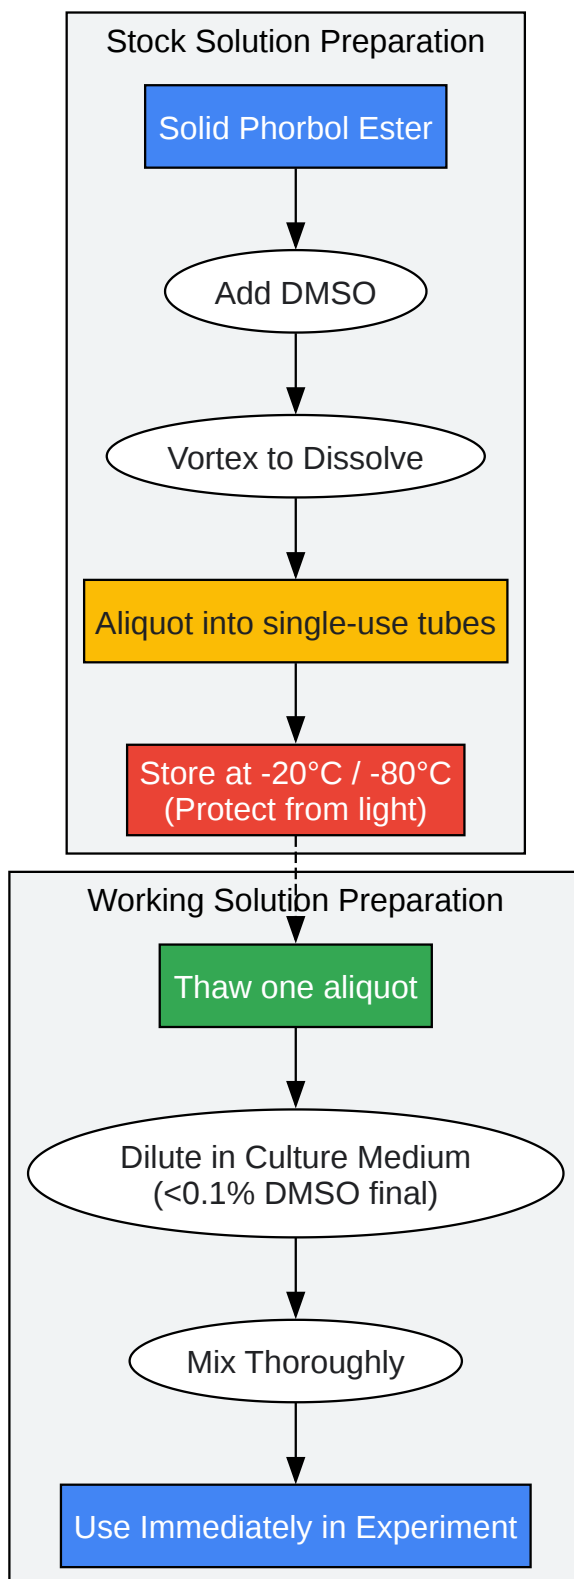 Stock Solution Preparation
Solid Phorbol Ester
Add DMSO
Vortex to Dissolve
Aliquot into single-use tubes
Store at -20°C / -80°C
(Protect from light)
Working Solution Preparation
Thaw one aliquot
Dilute in Culture Medium
(<0.1% DMSO final)
Mix Thoroughly
Use Immediately in Experiment